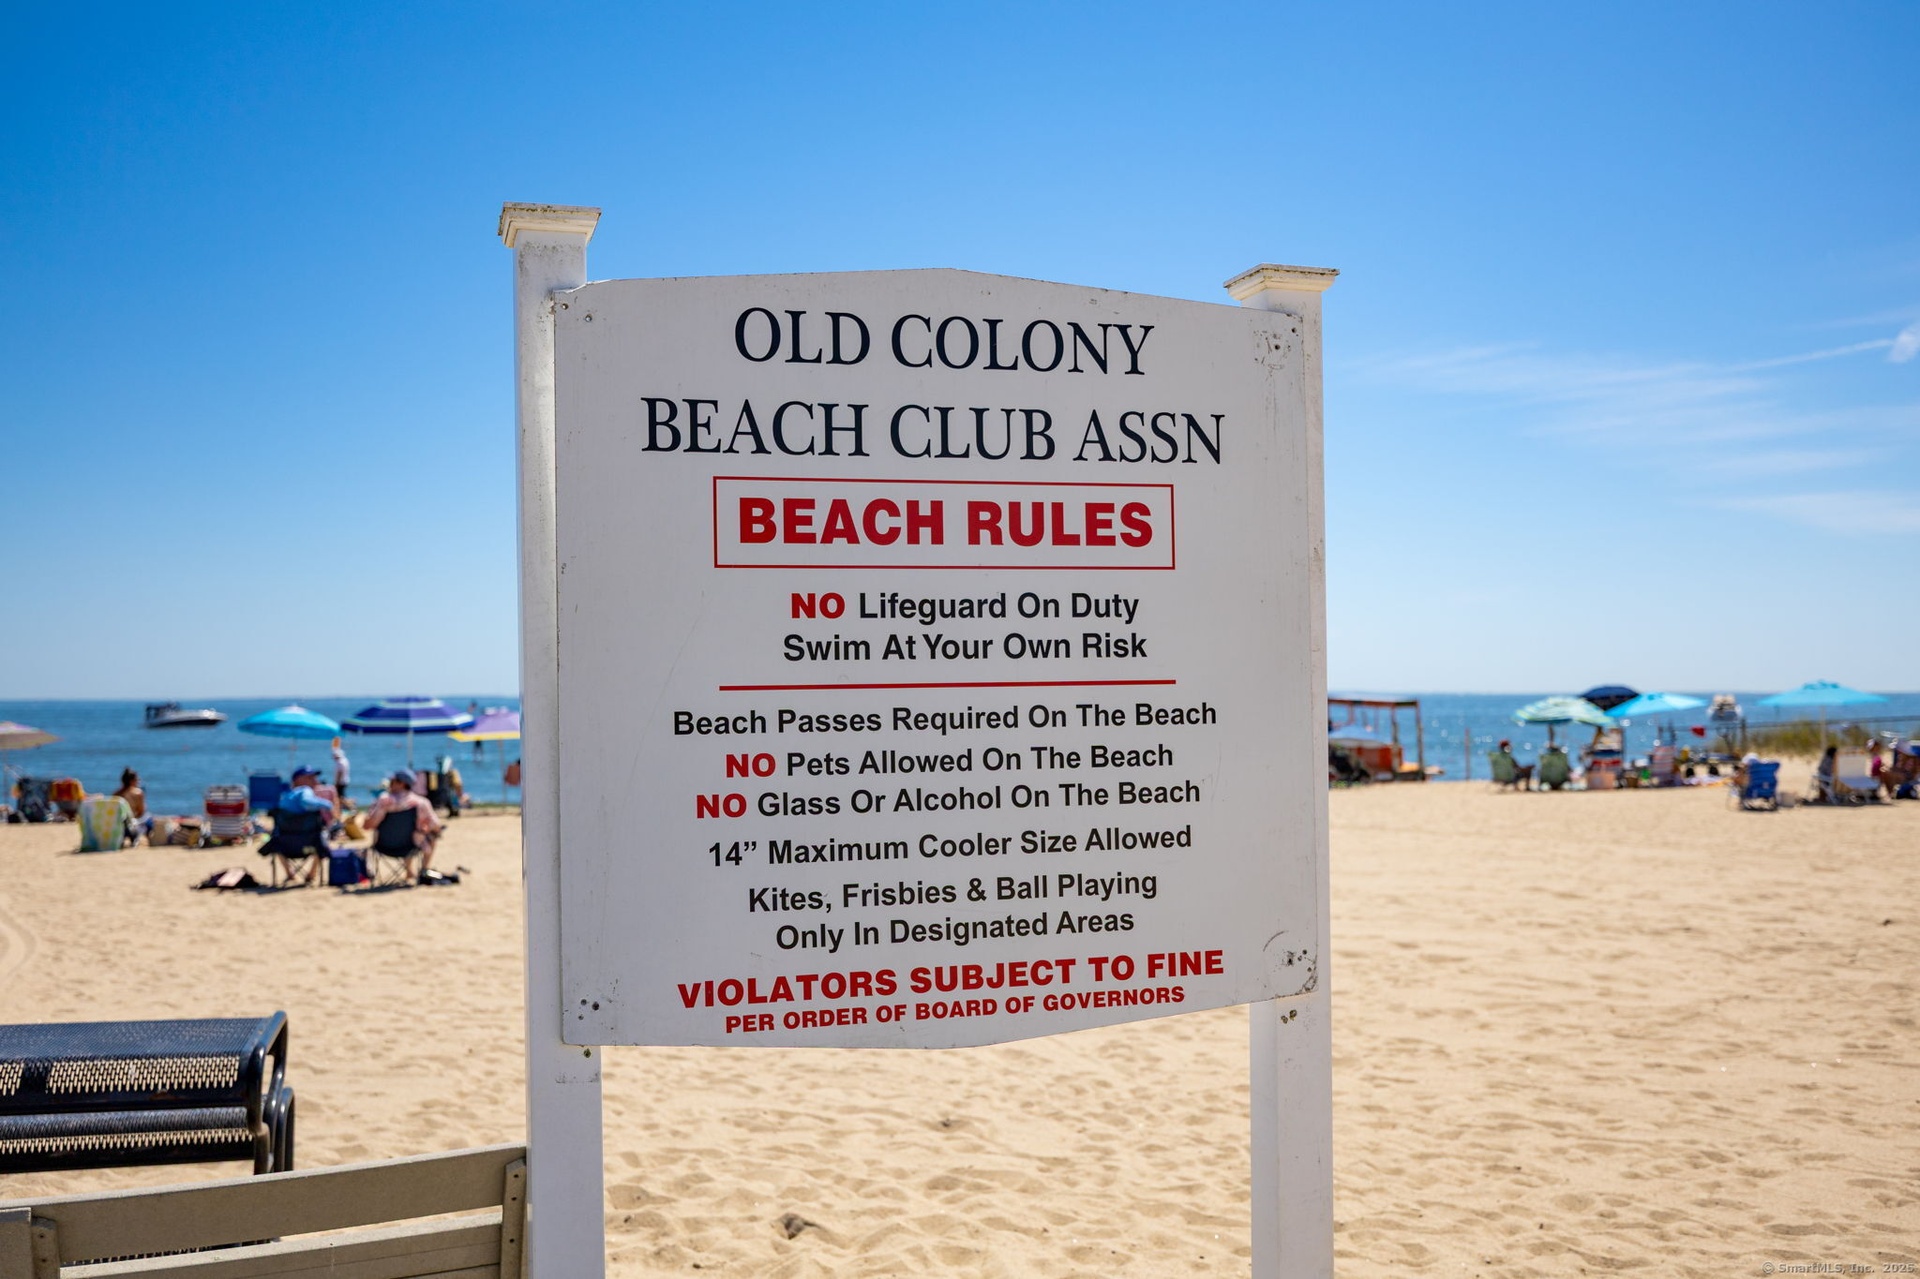 OLD COLONY
BEACH CLUB ASSN
BEACH RULES
NO Lifeguard On Duty
Swim At Your Own Risk
Beach Passes Required On The Beach
NO Pets Allowed On The Beach
NO Glass Or Alcohol On The Beach
14” Maximum Cooler Size Allowed
Kites, Frisbies & Ball Playing
Only In Designated Areas
VIOLATORS SUBJECT TO FINE
PER ORDER OF BOARD OF GOVERNORS
© SmartMLS, Inc. 2025